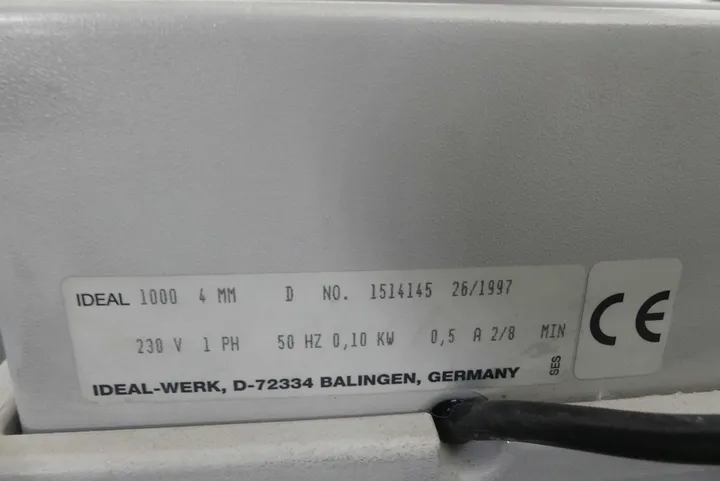 IDEAL 1000 4 MM D NO. 1514145 26/1997
230 V 1 PH 50 HZ 0,10 KW 0,5 A 2/8 MIN
IDEAL-WERK, D-72334 BALINGEN, GERMANY
SES
CE